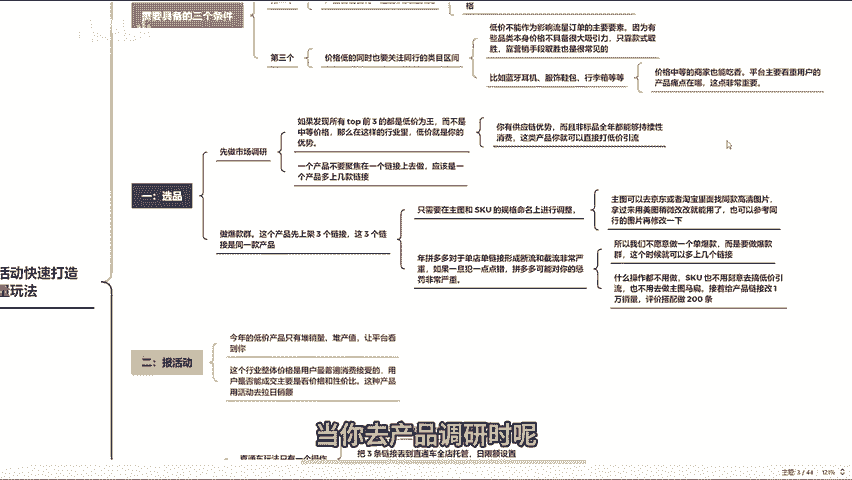 格
需要具备的三个条件
第三个
价格低的同时也要关注同行的类目区间
低价不能作为影响流量订单的主要要素。因为有
些品类本身价格不具备很大吸引力，只靠款式取
胜，靠营销手段取胜也是很常见的
比如蓝牙耳机、服饰鞋包、行李箱等等
价格中等的商家也能吃香。平台主要看重用户的
产品痛点在哪，这点非常重要。
一：选品
先做市场调研
如果发现所有 top 前 3 的都是低价为王，而不是
中等价格，那么在这样的行业里，低价就是你的
优势。
你有供应链优势，而且非标品全年都能够持续性
消费，这类产品你就可以直接打低价引流
一个产品不要聚焦在一个链接上去做，应该是一
个产品多上几款链接
做爆款群。这个产品先上架 3 个链接，这 3 个链
接是同一款产品
只需要在主图和 SKU 的规格命名上进行调整，
主图可以去京东或者淘宝里面找同款高清图片，
拿过来用美图稍微改改就能用了，也可以参考同
行的图片再修改一下
年拼多多对于单店单链接形成断流和截流非常严
重，如果一旦犯一点点错，拼多多可能对你的惩
罚非常严重。
所以我们不愿意做一个单爆款，而是要做爆款
群，这个时候就可以多上几个链接
什么操作都不用做，SKU 也不用刻意去搞低价引
流，也不用去做主图马扁，接着给产品链接改 1
万销量，评价搭配做 200 条
活动快速打造
量玩法
二：报活动
今年的低价产品只有堆销量、堆产值，让平台看
到你
这个行业整体价格是用户最普遍消费接受的，用
户是否能成交主要是看价格和性价比。这种产品
用活动去拉日销额
直通车玩法只有一个操作
把 3 条链接丢到直通车全店托管，日限额设置
当你去产品调研时呢
主题: 3 / 44
121%